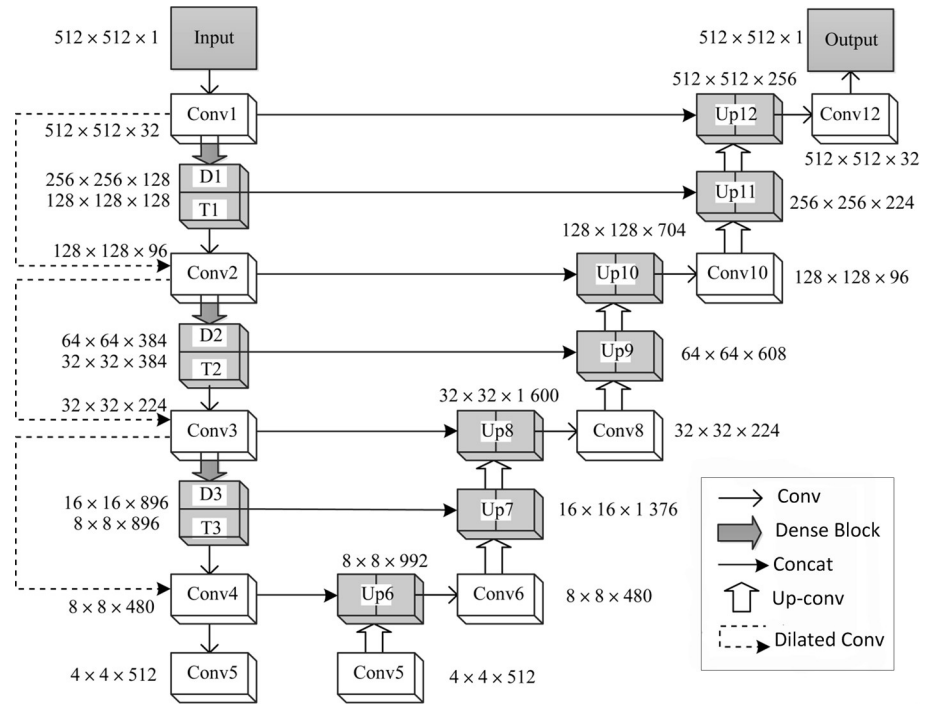 512 × 512 × 1
Input
512 × 512 × 1
Output
512 × 512 × 256
Conv1
Up12
Conv12
512 × 512 × 32
512 × 512 × 32
D1
256 × 256 × 128
128 × 128 × 128
T1
Up11
256 × 256 × 224
128 × 128 × 704
128 × 128 × 96
Conv2
Up10
Conv10
128 × 128 × 96
D2
64 × 64 × 384
32 × 32 × 384
T2
Up9
64 × 64 × 608
32 × 32 × 1 600
32 × 32 × 224
Conv3
Up8
Conv8
32 × 32 × 224
D3
16 × 16 × 896
8 × 8 × 896
T3
Up7
16 × 16 × 1 376
8 × 8 × 992
Conv4
8 × 8 × 480
Up6
Conv6
8 × 8 × 480
Conv5
4 × 4 × 512
Conv5
4 × 4 × 512
Conv
Dense Block
Concat
Up-conv
Dilated Conv